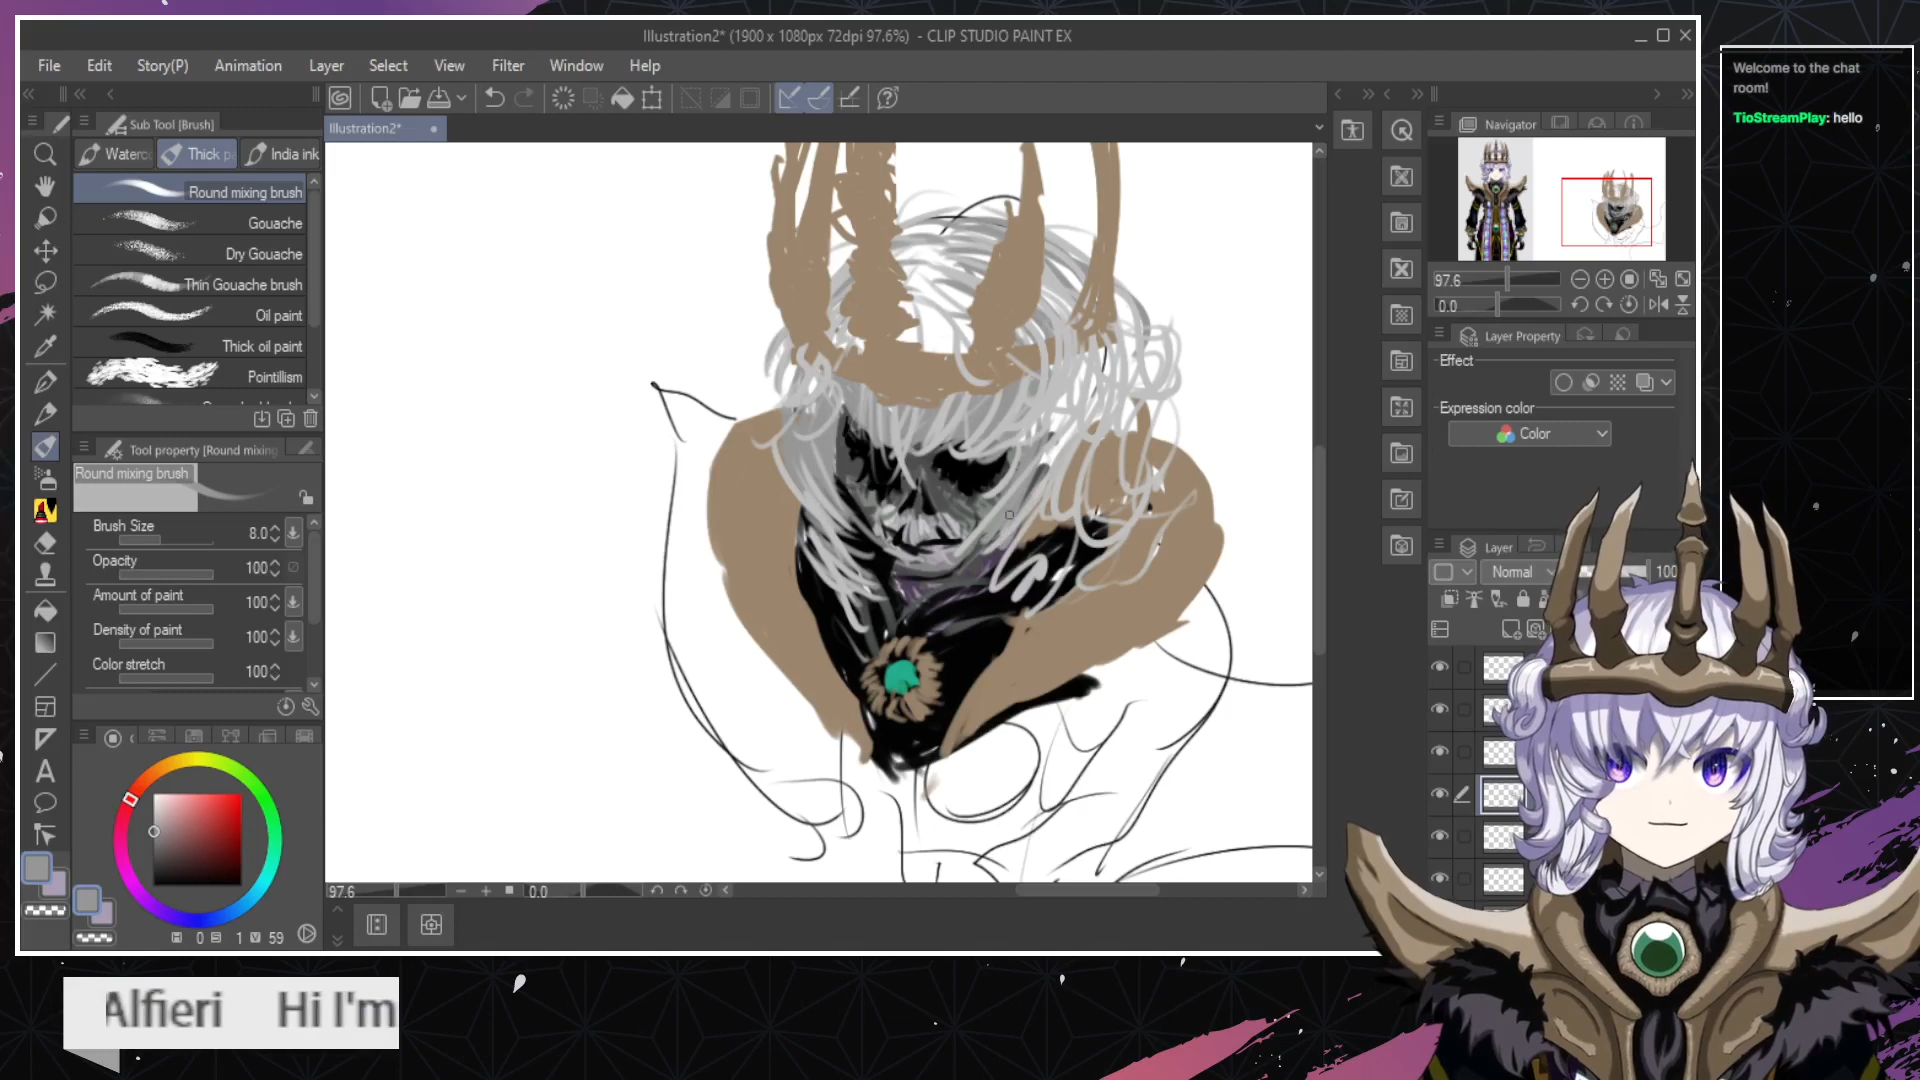 Illustration2* (1900 x 1080px 72dpi 97.6%) - CLIP STUDIO PAINT EX
File Edit Story(P) Animation Layer Select View Filter Window Help
Sub Tool [Brush]
Illustration2*
Waterc Thick p India ink
Round mixing brush
Gouache
Dry Gouache
Thin Gouache brush
Oil paint
Thick oil paint
Pointillism
Tool property [Round mixing
Round mixing brush
Brush Size 8.0
Opacity 100
Amount of paint 100
Density of paint 100
Color stretch 100
0 1 59
97.6 0.0
Navigator
97.6
0.0
Layer Property
Effect
Expression color
Color
Layer
Normal 100
Welcome to the chat
room!
TioStreamPlay: hello
Alfieri Hi I'm